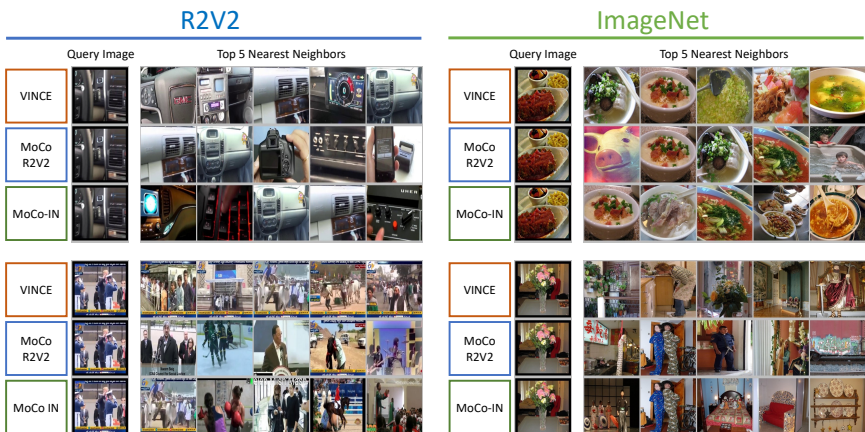 R2V2
ImageNet
Query Image
Top 5 Nearest Neighbors
Query Image
Top 5 Nearest Neighbors
VINCE
VINCE
MoCo
R2V2
MoCo
R2V2
MoCo-IN
MoCo-IN
VINCE
VINCE
MoCo
R2V2
MoCo
R2V2
MoCo IN
MoCo-IN